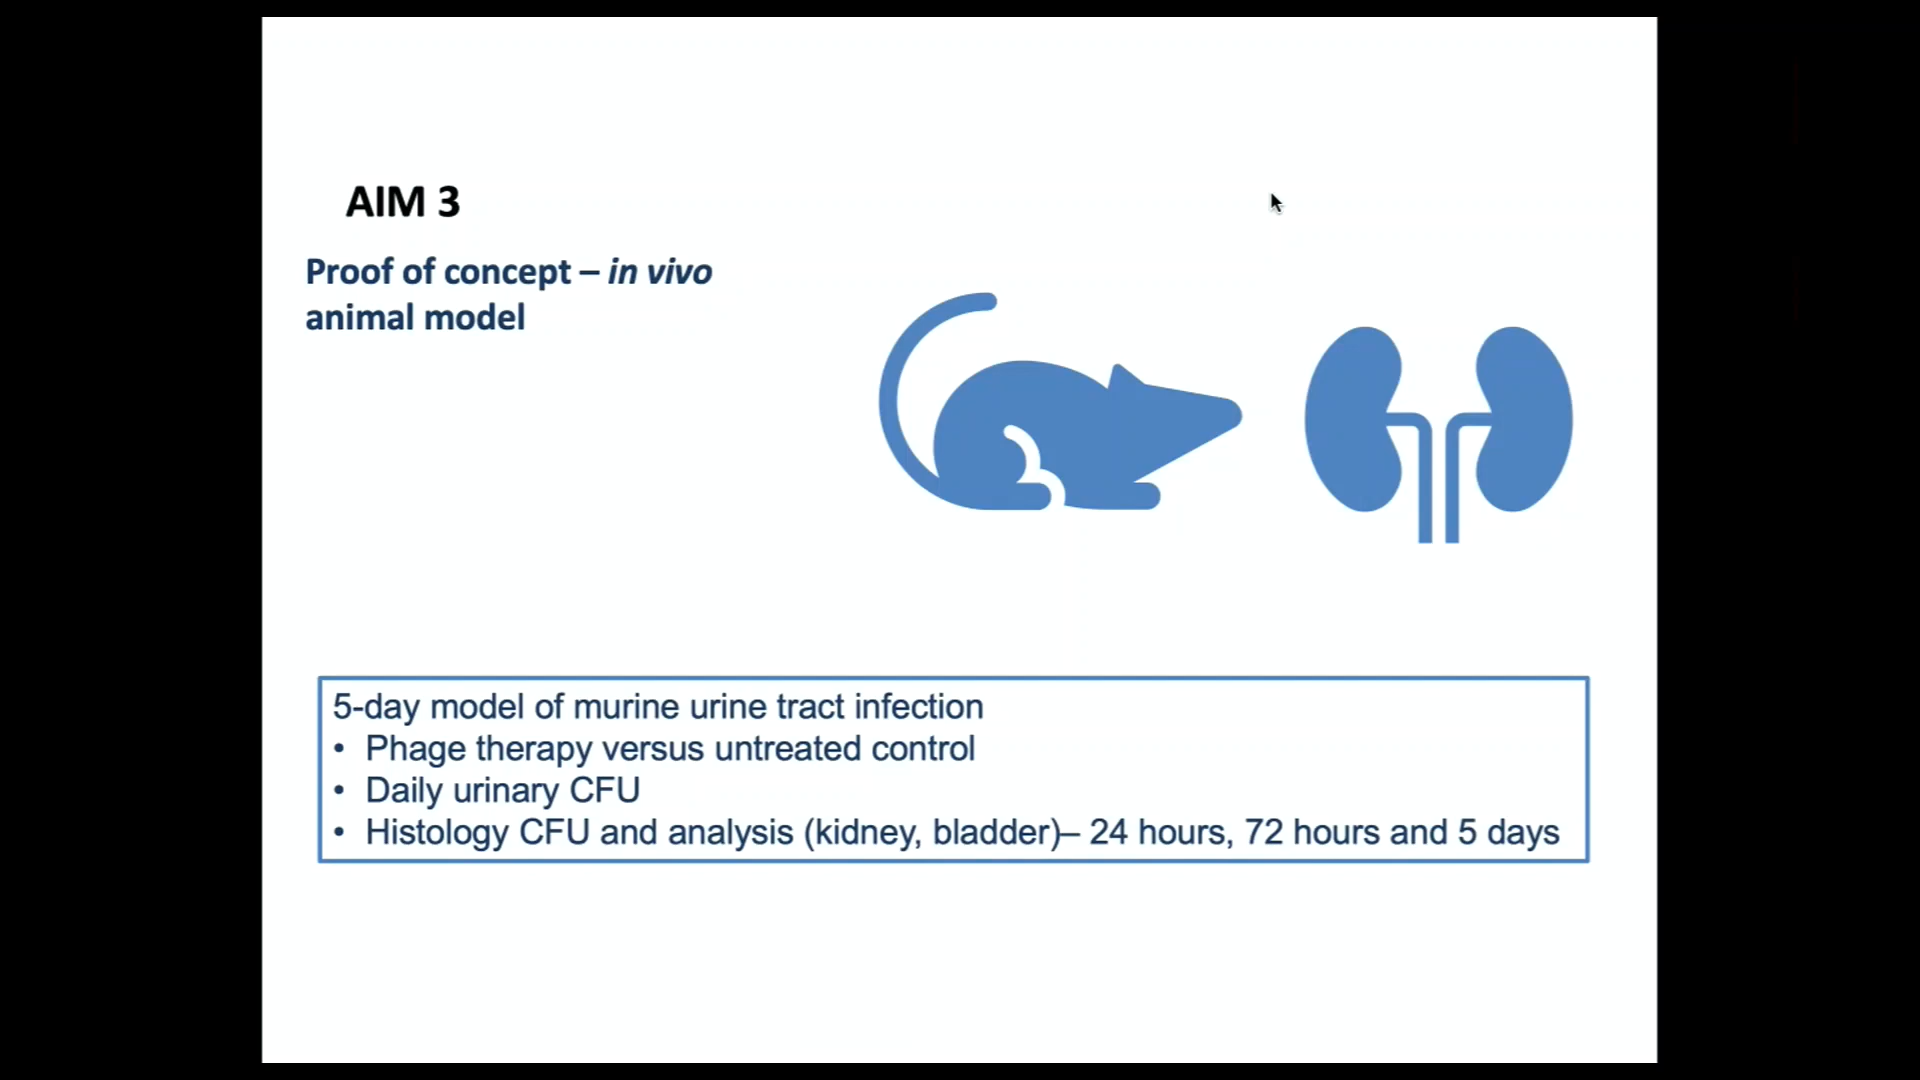 AIM 3
Proof of concept – in vivo
animal model
5-day model of murine urine tract infection
• Phage therapy versus untreated control
• Daily urinary CFU
• Histology CFU and analysis (kidney, bladder)– 24 hours, 72 hours and 5 days